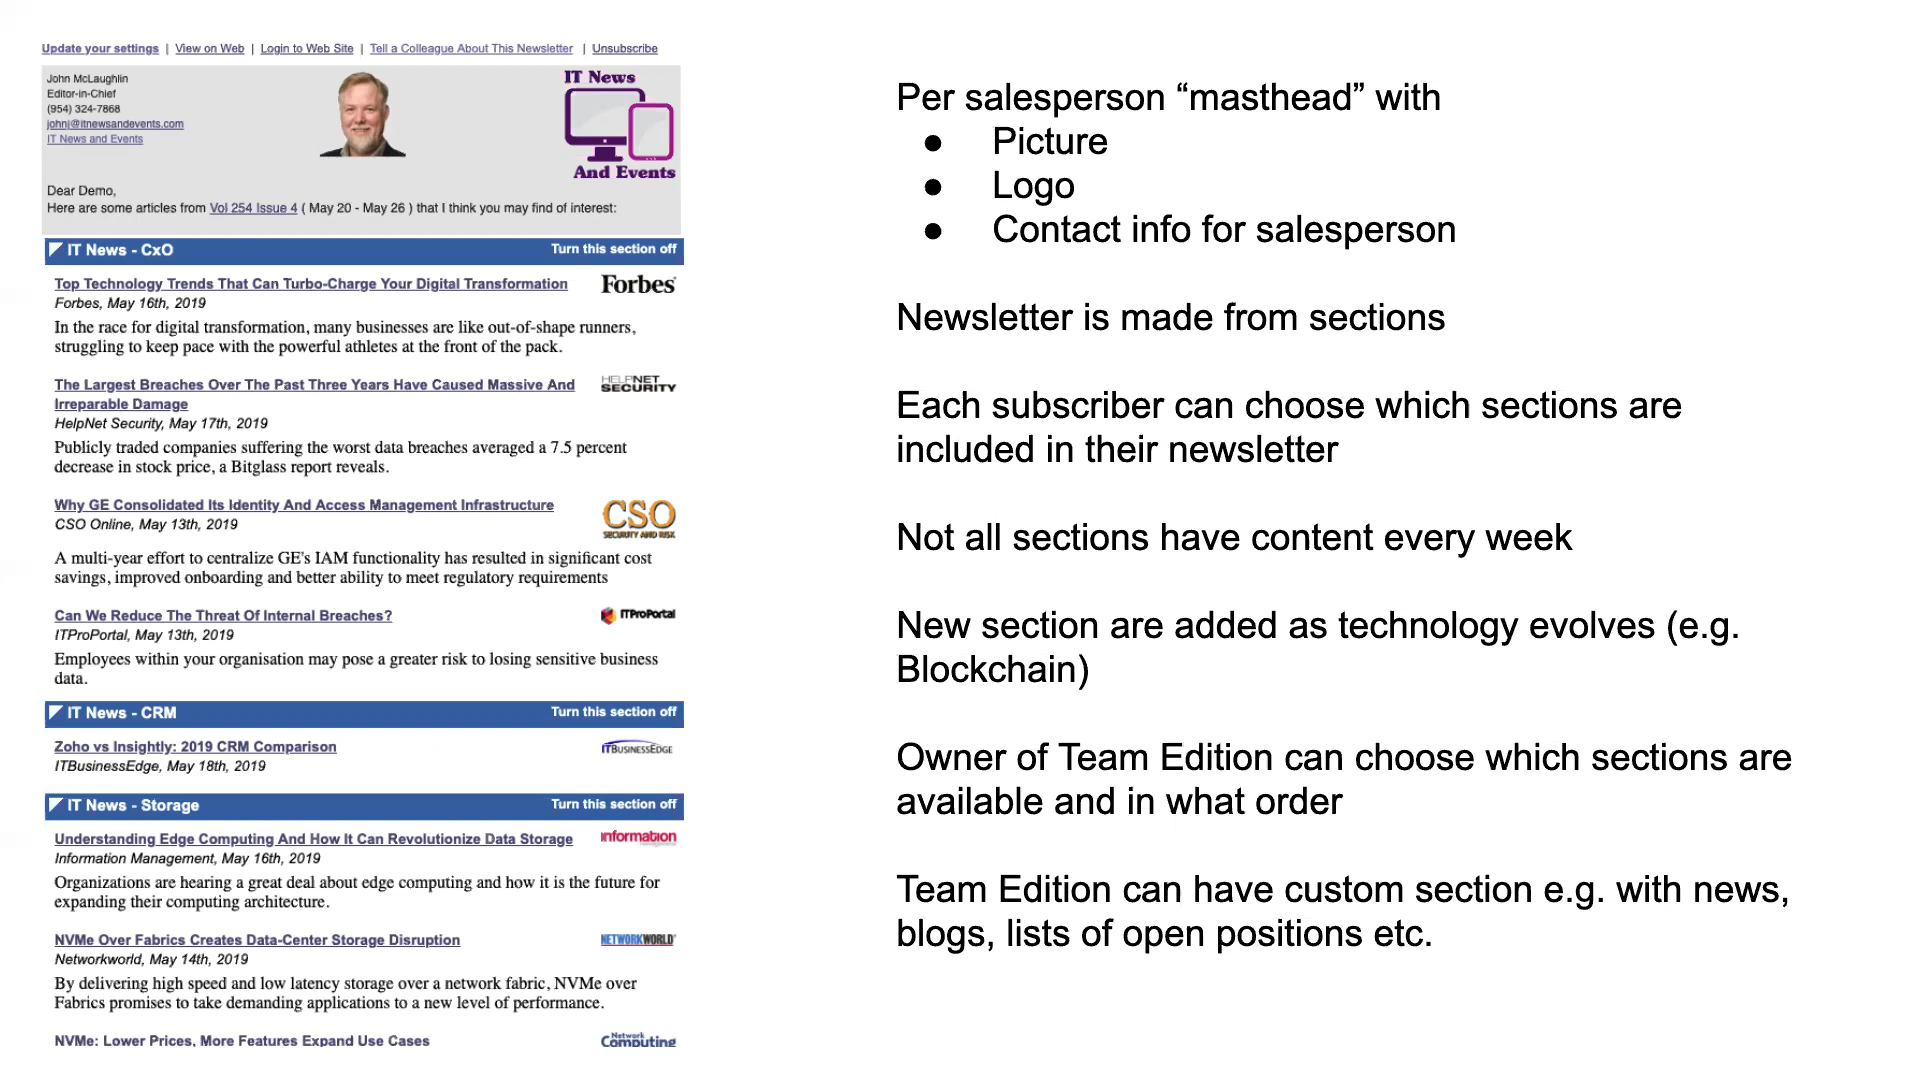 Update your settings | View on Web | Login to Web Site | Tell a Colleague About This Newsletter | Unsubscribe
John McLaughlin
Editor-in-Chief
(954) 324-7868
johnj@itnewsandevents.com
IT News and Events
IT News
And Events
Dear Demo,
Here are some articles from Vol 254 Issue 4 ( May 20 - May 26 ) that I think you may find of interest:
IT News - CxO Turn this section off
Top Technology Trends That Can Turbo-Charge Your Digital Transformation
Forbes
Forbes, May 16th, 2019
In the race for digital transformation, many businesses are like out-of-shape runners,
struggling to keep pace with the powerful athletes at the front of the pack.
The Largest Breaches Over The Past Three Years Have Caused Massive And
Irreparable Damage
HELPNET
SECURITY
HelpNet Security, May 17th, 2019
Publicly traded companies suffering the worst data breaches averaged a 7.5 percent
decrease in stock price, a Bitglass report reveals.
Why GE Consolidated Its Identity And Access Management Infrastructure
CSO
SECURITY AND RISK
CSO Online, May 13th, 2019
A multi-year effort to centralize GE's IAM functionality has resulted in significant cost
savings, improved onboarding and better ability to meet regulatory requirements
Can We Reduce The Threat Of Internal Breaches?
ITProPortal
ITProPortal, May 13th, 2019
Employees within your organisation may pose a greater risk to losing sensitive business
data.
IT News - CRM Turn this section off
Zoho vs Insightly: 2019 CRM Comparison
ITBUSINESSEDGE
ITBusinessEdge, May 18th, 2019
IT News - Storage Turn this section off
Understanding Edge Computing And How It Can Revolutionize Data Storage
information
management
Information Management, May 16th, 2019
Organizations are hearing a great deal about edge computing and how it is the future for
expanding their computing architecture.
NVMe Over Fabrics Creates Data-Center Storage Disruption
NETWORKWORLD
Networkworld, May 14th, 2019
By delivering high speed and low latency storage over a network fabric, NVMe over
Fabrics promises to take demanding applications to a new level of performance.
NVMe: Lower Prices, More Features Expand Use Cases
Network
Computing
Per salesperson “masthead” with
● Picture
● Logo
● Contact info for salesperson
Newsletter is made from sections
Each subscriber can choose which sections are
included in their newsletter
Not all sections have content every week
New section are added as technology evolves (e.g.
Blockchain)
Owner of Team Edition can choose which sections are
available and in what order
Team Edition can have custom section e.g. with news,
blogs, lists of open positions etc.